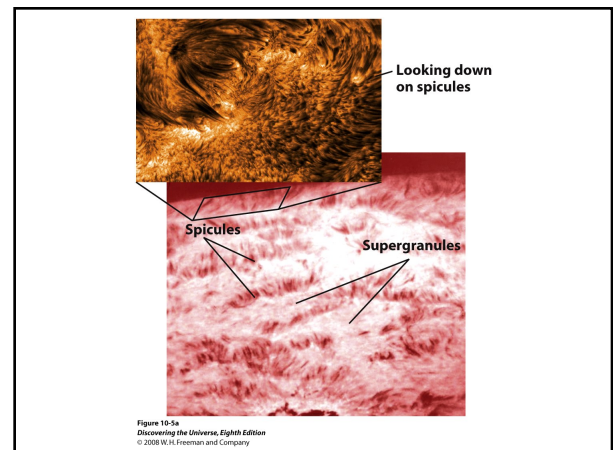 Looking down
on spicules
Spicules
Supergranules
Figure 10-5a
Discovering the Universe, Eighth Edition
© 2008 W. H. Freeman and Company